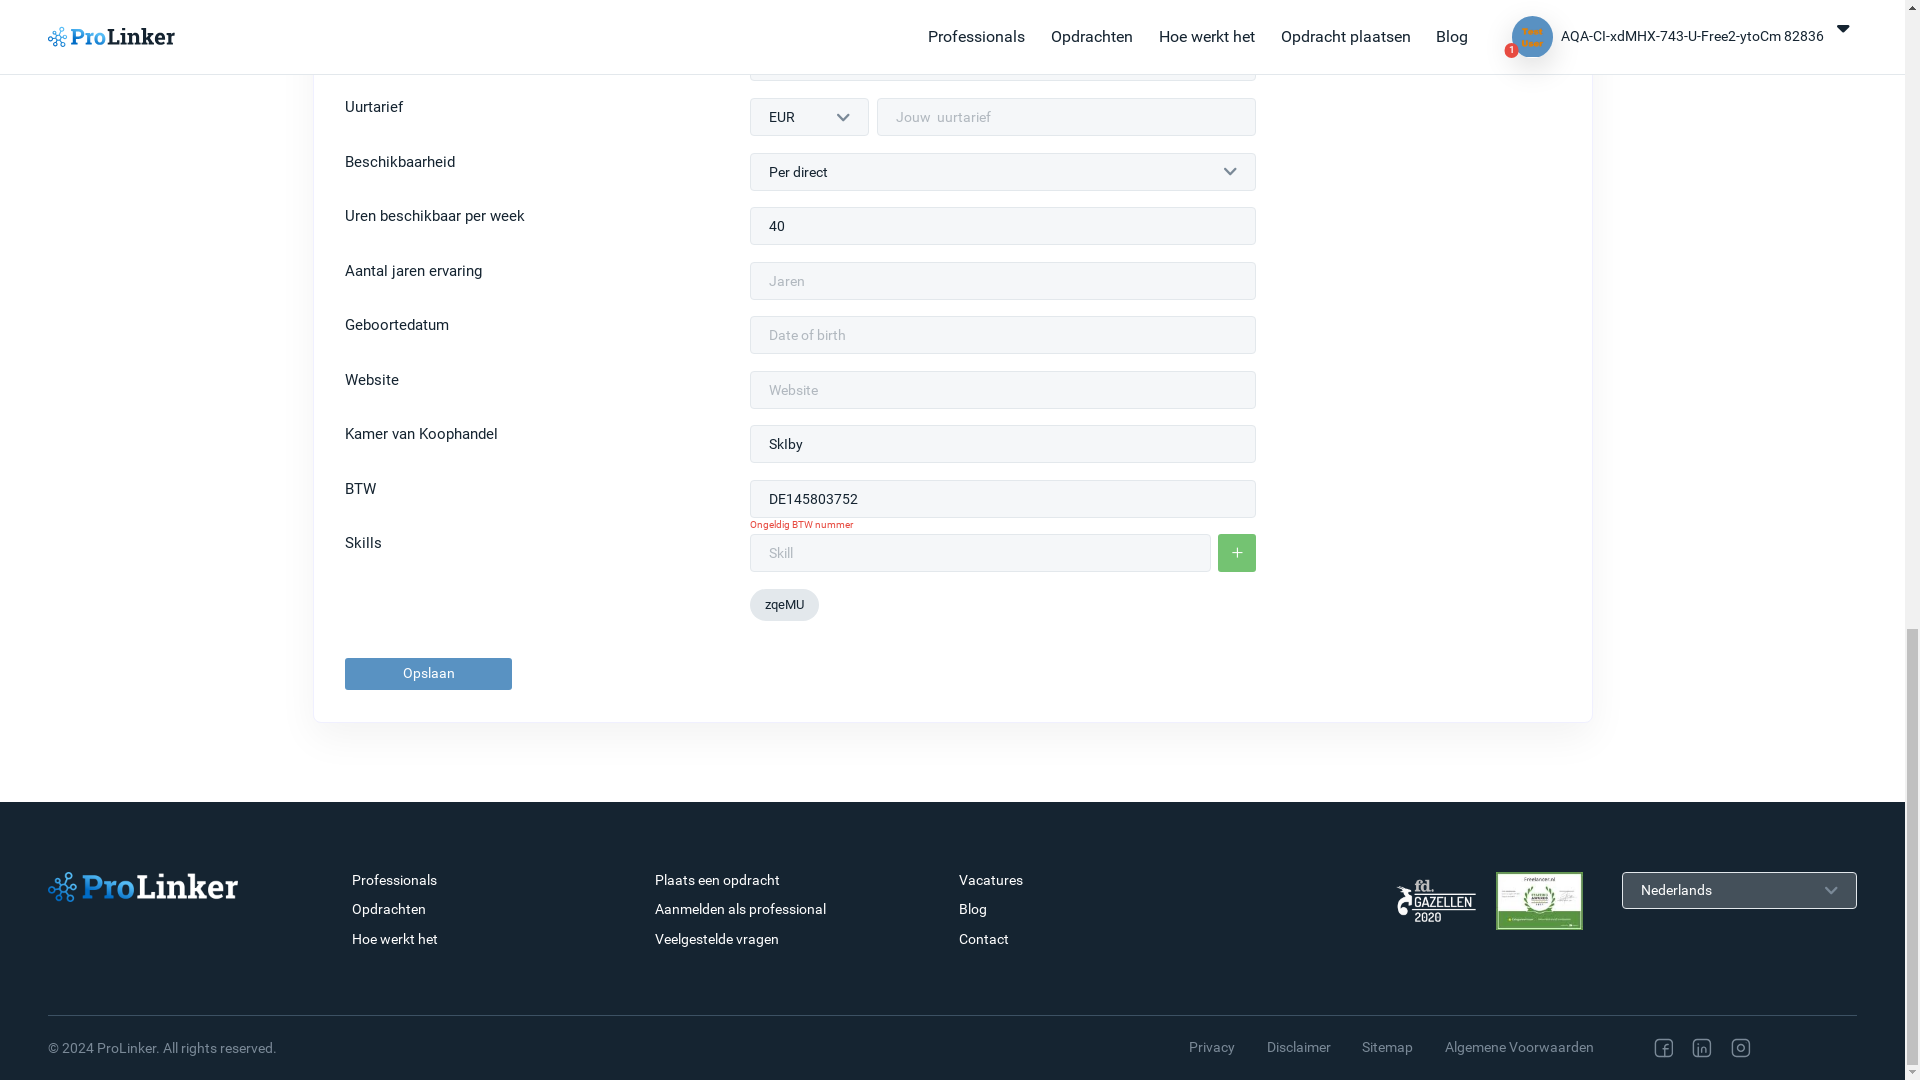 ProLinker
Professionals
Opdrachten
Hoe werkt het
Opdracht plaatsen
Blog
Test
User
1
AQA-CI-xdMHX-743-U-Free2-ytoCm 82836
Uurtarief
EUR
Jouw uurtarief
Beschikbaarheid
Per direct
Uren beschikbaar per week
40
Aantal jaren ervaring
Jaren
Geboortedatum
Date of birth
Website
Website
Kamer van Koophandel
SkIby
BTW
DE145803752
Ongeldig BTW nummer
Skills
Skill
+
zqeMU
Opslaan
ProLinker
Professionals
Opdrachten
Hoe werkt het
Plaats een opdracht
Aanmelden als professional
Veelgestelde vragen
Vacatures
Blog
Contact
fd.
GAZELLEN
2020
Freelancer.nl
Nederlands
© 2024 ProLinker. All rights reserved.
Privacy
Disclaimer
Sitemap
Algemene Voorwaarden